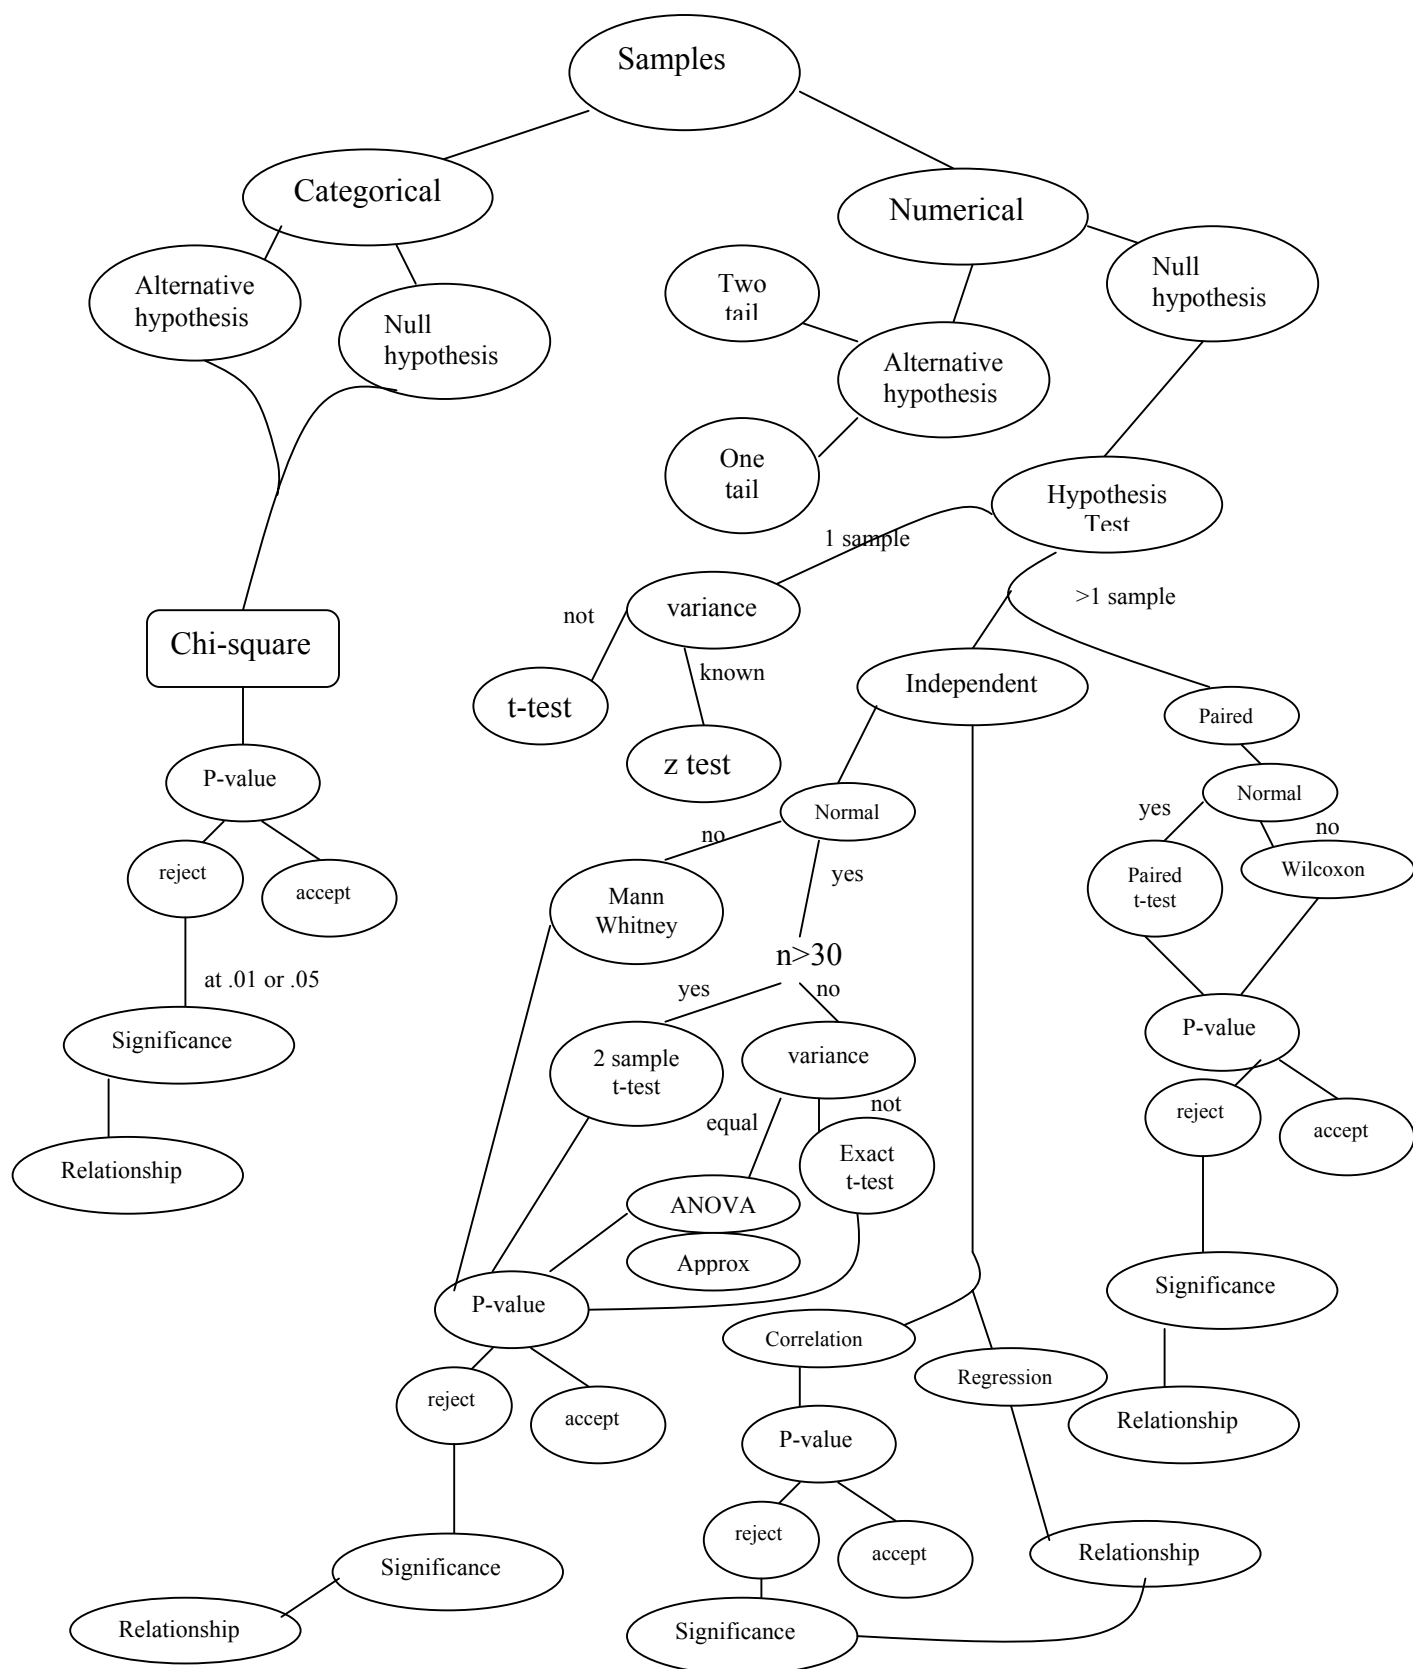 Samples
Categorical
Numerical
Alternative
hypothesis
Null
hypothesis
Two
tail
Null
hypothesis
Alternative
hypothesis
One
tail
Hypothesis
Test
1 sample
>1 sample
not
variance
known
Chi-square
t-test
z test
Independent
Paired
P-value
Normal
Normal
yes
no
reject
accept
no
yes
Mann
Whitney
Paired
t-test
Wilcoxon
n>30
at .01 or .05
yes
no
Significance
2 sample
t-test
variance
P-value
equal
not
reject
accept
Relationship
Exact
t-test
ANOVA
Approx
P-value
Significance
Correlation
Regression
reject
accept
Relationship
P-value
reject
accept
Significance
Relationship
Relationship
Significance